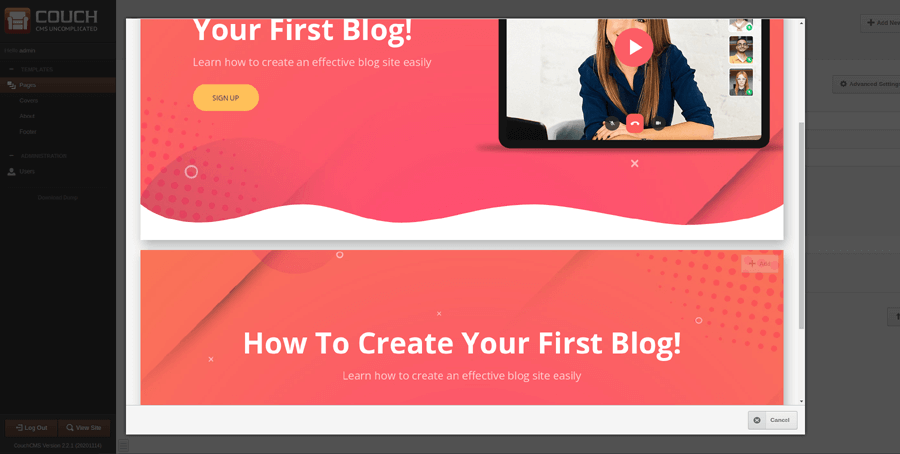 COUCH
CMS UNCOMPLICATED
TEMPLATES
Pages
About
Footer
ADMINISTRATION
Users
Log Out
View Site
Your First Blog!
Learn how to create an effective blog site easily
SIGN UP
How To Create Your First Blog!
Learn how to create an effective blog site easily
Cancel
Add New
Advanced Settings